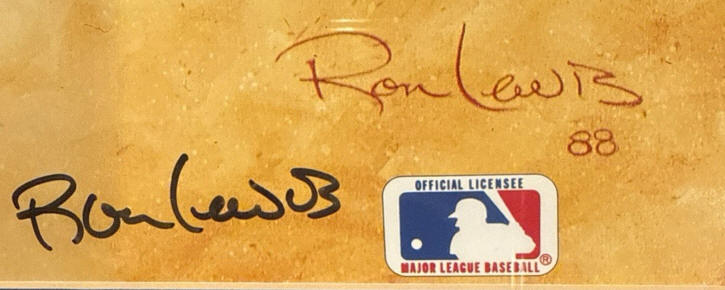 Ron Lewis
88
Ron Lewis
OFFICIAL LICENSEE
MAJOR LEAGUE BASEBALL®